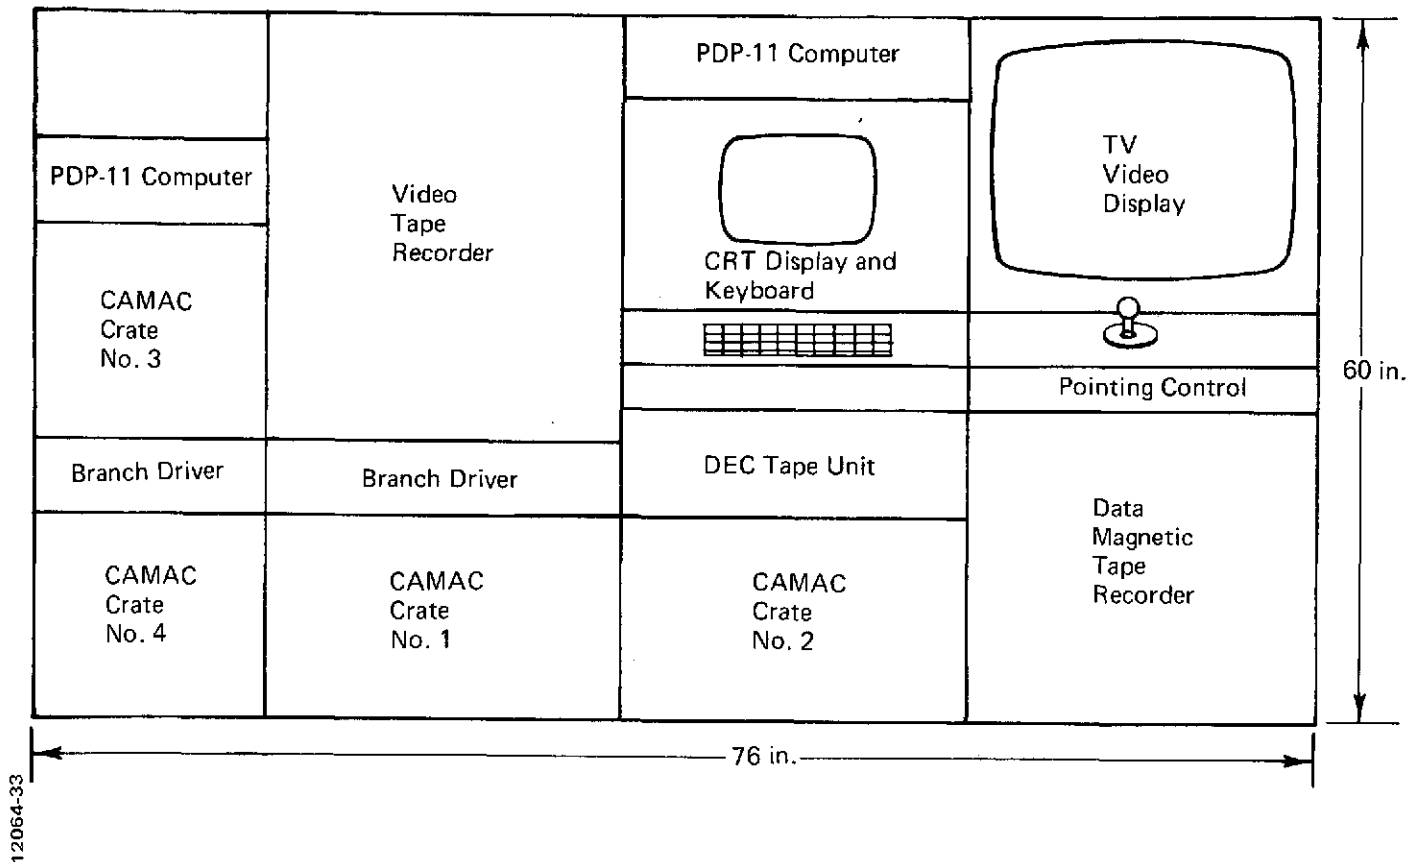 PDP-11 Computer
CAMAC
Crate
No. 3
Branch Driver
CAMAC
Crate
No. 4
Video
Tape
Recorder
Branch Driver
CAMAC
Crate
No. 1
PDP-11 Computer
CRT Display and
Keyboard
DEC Tape Unit
CAMAC
Crate
No. 2
TV
Video
Display
Pointing Control
Data
Magnetic
Tape
Recorder
60 in.
76 in.
12064-33